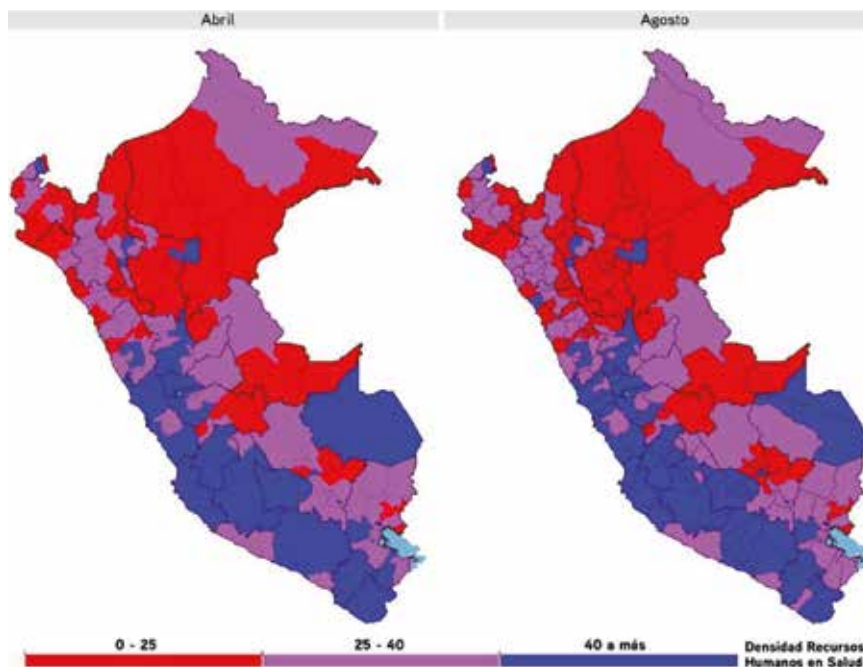 Abril
Agosto
0 - 25
25 - 40
40 a más
Densidad Recursos
Humanos en Salud